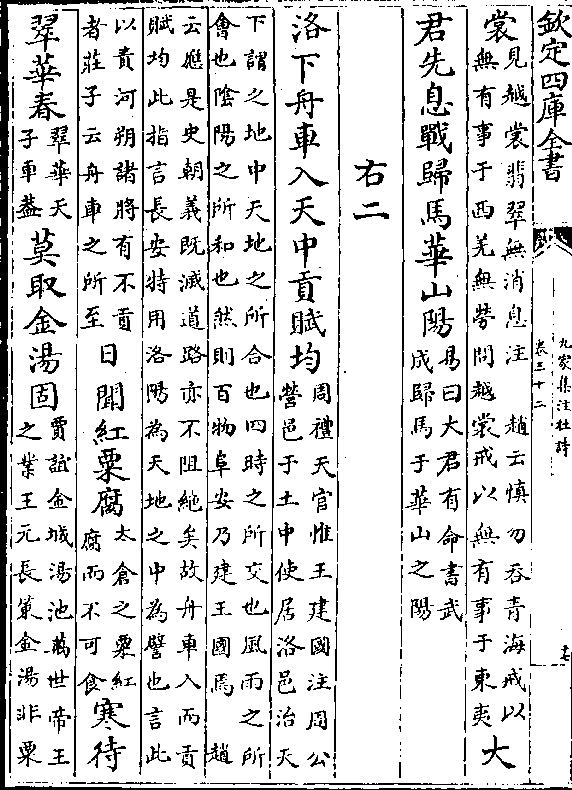 欽定四庫全書
九家集注杜詩
卷三十二
裳見越裳翡翠無消息注　趙云慎勿吞青海戒以
無有事于西羌無勞問越裳戒以無有事于東夷大
君先息戰歸馬華山陽易曰大君有命書武
成歸馬于華山之陽
右二
洛下舟車入天中貢賦均周禮天官惟王建國注周公
營邑于土中使居洛邑治天
下謂之地中天地之所合也四時之所交也風雨之所
會也陰陽之所和也然則百物阜安乃建王國焉　趙
云應是史朝義既滅道路亦不阻絶矣故舟車入而貢
賦均此指言長安特用洛陽為天地之中為譬也言此
以責河朔諸將有不貢
者莊子云舟車之所至日聞紅粟腐太倉之粟紅
腐而不可食寒待
翠華春翠華天
子車葢莫取金湯固賈誼金城湯池萬世帝王
之業王元長策金湯非粟